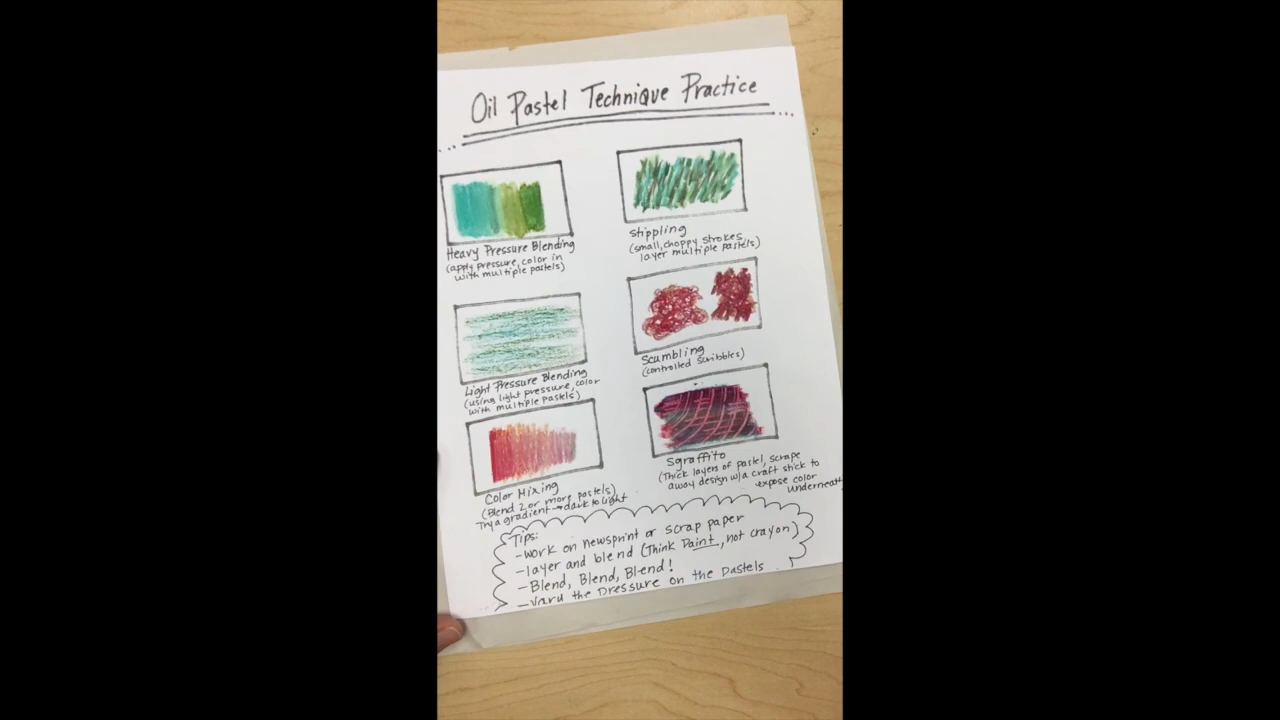 Oil Pastel Technique Practice
Heavy Pressure Blending
(apply pressure, color in
with multiple pastels)
Stippling
(small, choppy strokes,
layer multiple pastels)
Light Pressure Blending
(using light pressure, color
with multiple pastels)
Scumbling
(controlled scribbles)
Color Mixing
(Blend 2 or more pastels)
Try a gradient → dark to light
Sgraffito
(Thick layers of pastel, scrape
away design w/a craft stick to
expose color
underneath
Tips:
- work on newsprint or scrap paper
- layer and blend (Think Paint, not crayon)
- Blend, Blend, Blend!
- Vary the pressure on the pastels